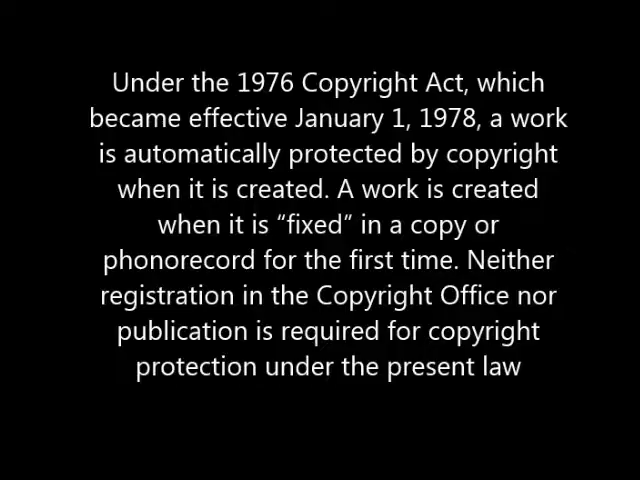 Under the 1976 Copyright Act, which
became effective January 1, 1978, a work
is automatically protected by copyright
when it is created. A work is created
when it is “fixed” in a copy or
phonorecord for the first time. Neither
registration in the Copyright Office nor
publication is required for copyright
protection under the present law